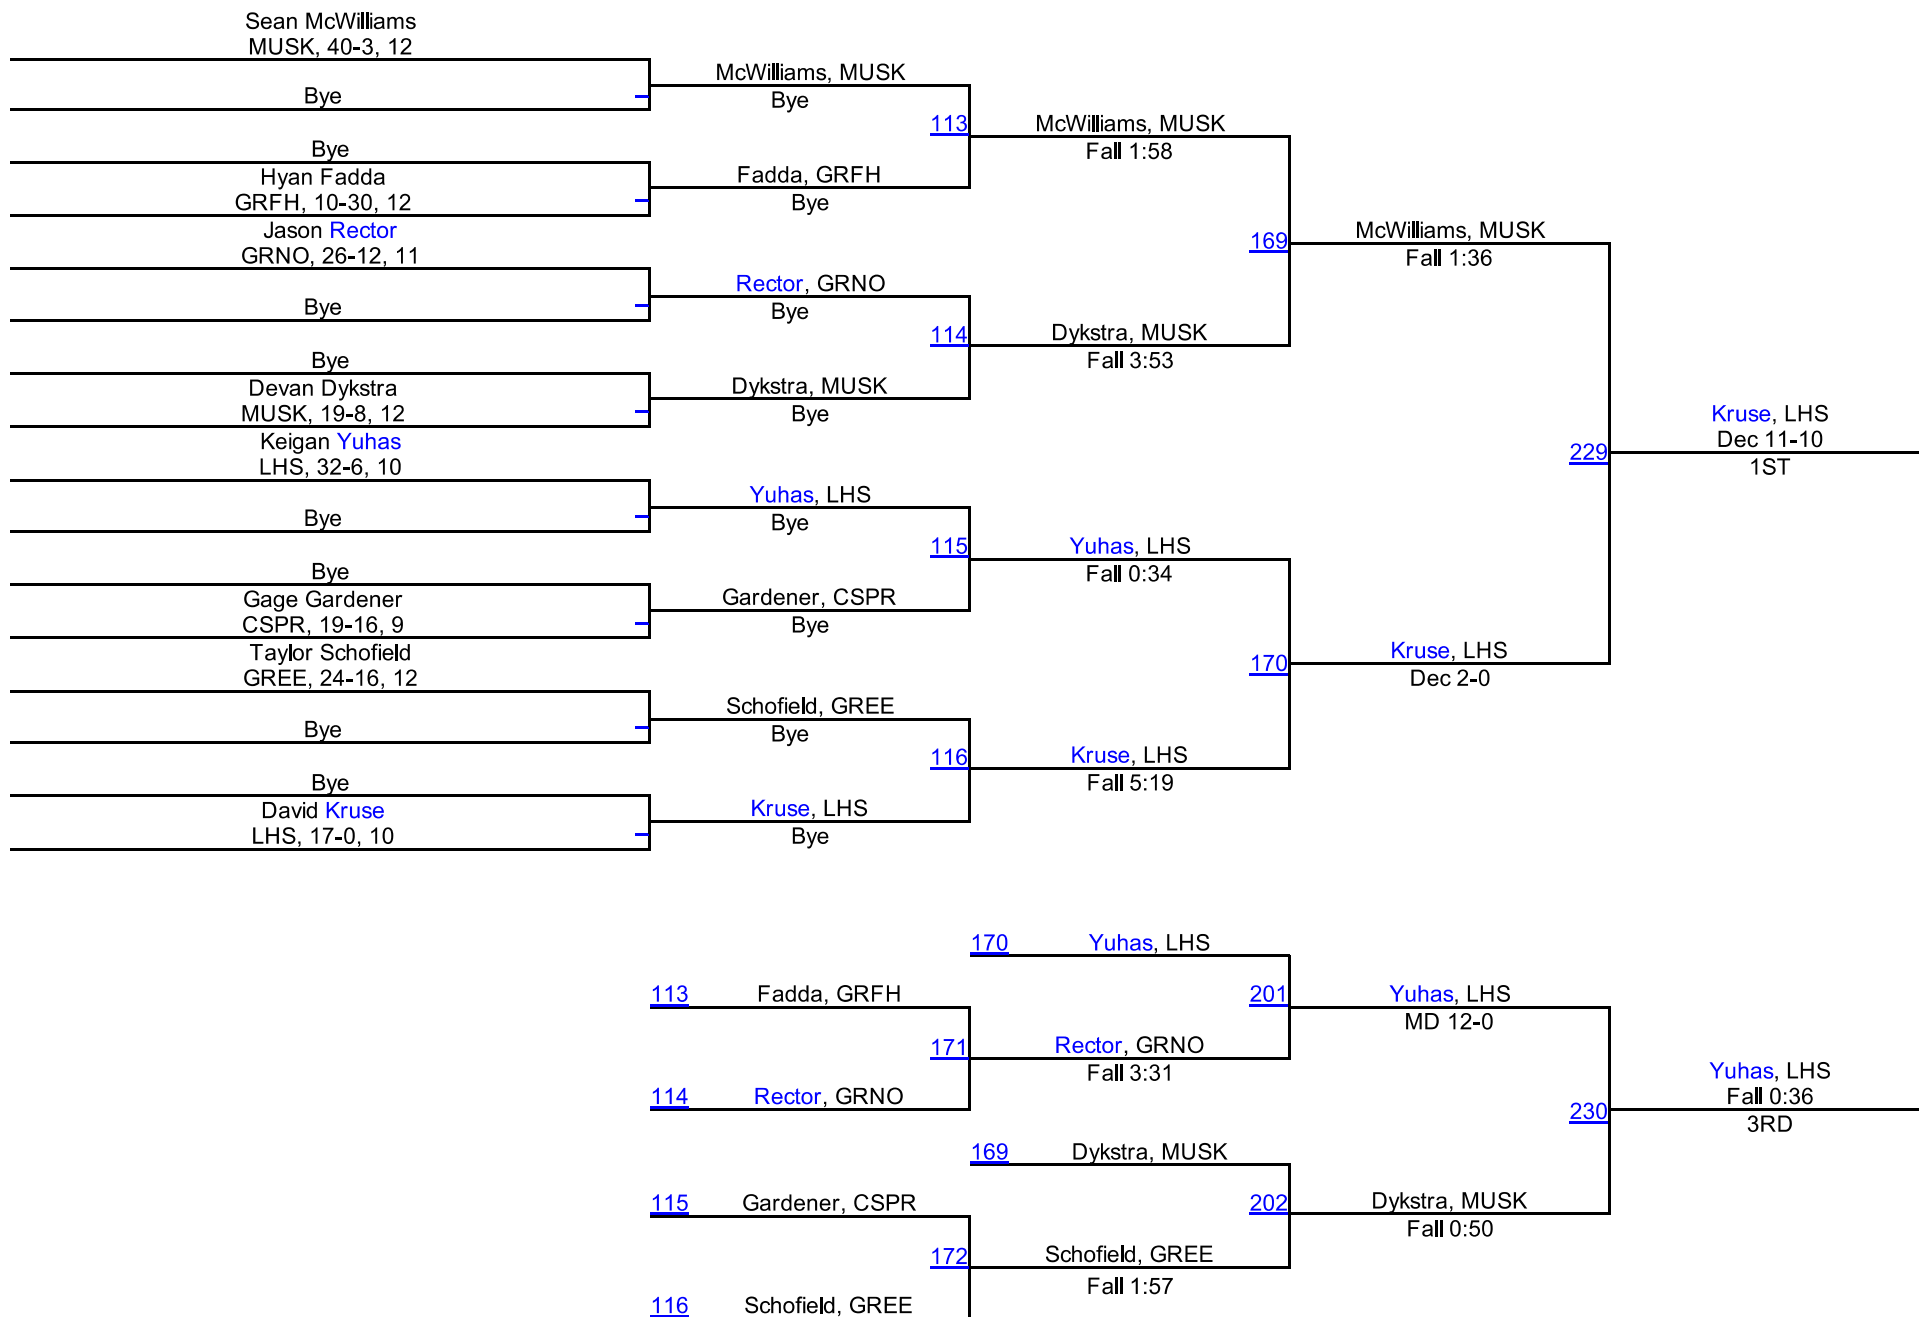 Sean McWilliams
MUSK, 40-3, 12
Bye
Bye
Hyan Fadda
GRFH, 10-30, 12
Jason Rector
GRNO, 26-12, 11
Bye
Bye
Devan Dykstra
MUSK, 19-8, 12
Keigan Yuhas
LHS, 32-6, 10
Bye
Bye
Gage Gardener
CSPR, 19-16, 9
Taylor Schofield
GREE, 24-16, 12
Bye
Bye
David Kruse
LHS, 17-0, 10
McWilliams, MUSK
Bye
Fadda, GRFH
Bye
Rector, GRNO
Bye
Dykstra, MUSK
Bye
Yuhas, LHS
Bye
Gardener, CSPR
Bye
Schofield, GREE
Bye
Kruse, LHS
Bye
113
McWilliams, MUSK
Fall 1:58
114
Dykstra, MUSK
Fall 3:53
115
Yuhas, LHS
Fall 0:34
116
Kruse, LHS
Fall 5:19
169
McWilliams, MUSK
Fall 1:36
170
Kruse, LHS
Dec 2-0
229
Kruse, LHS
Dec 11-10
1ST
170 Yuhas, LHS
113 Fadda, GRFH
171
Rector, GRNO
Fall 3:31
114 Rector, GRNO
201
Yuhas, LHS
MD 12-0
169 Dykstra, MUSK
115 Gardener, CSPR
172
Schofield, GREE
Fall 1:57
116 Schofield, GREE
202
Dykstra, MUSK
Fall 0:50
230
Yuhas, LHS
Fall 0:36
3RD